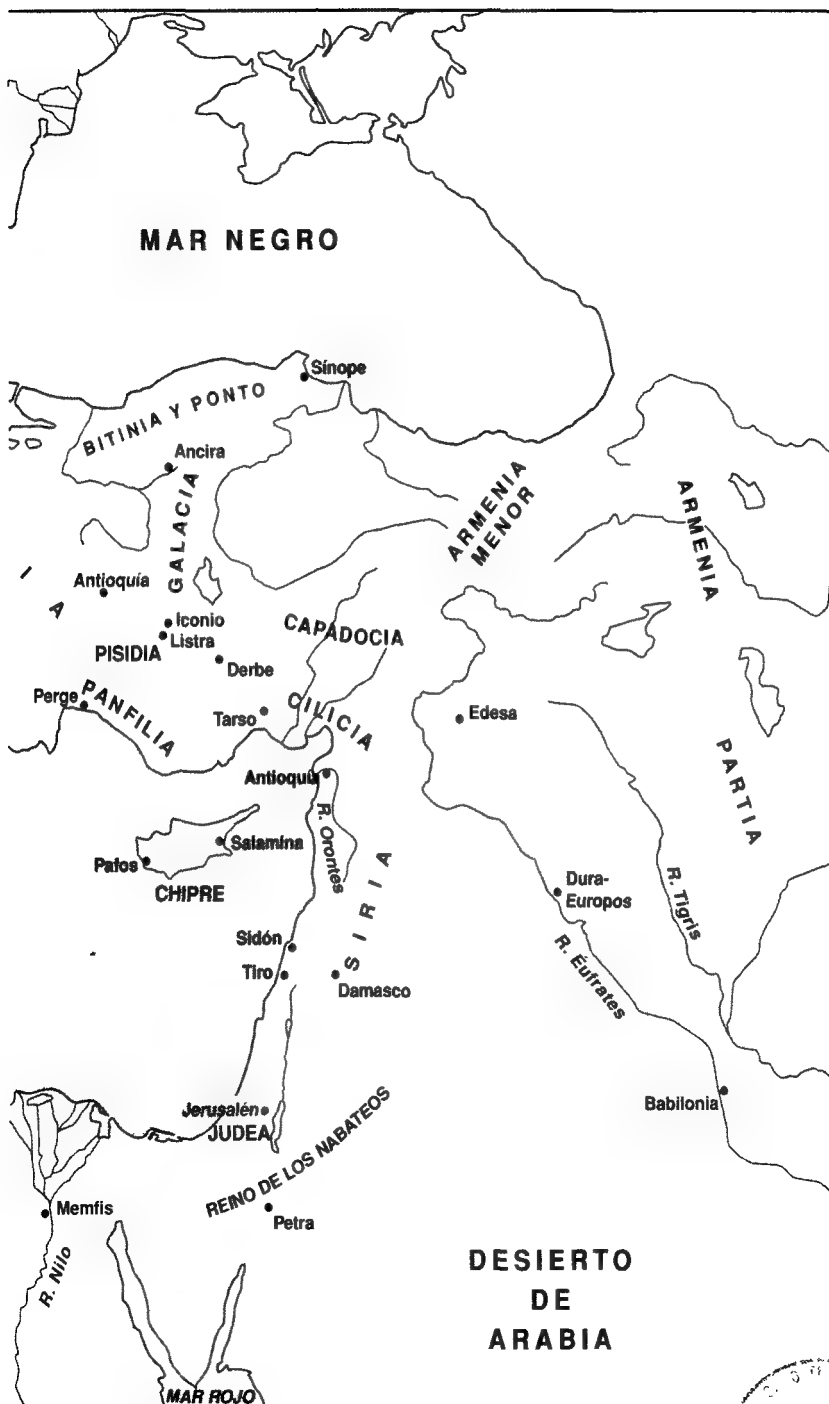 MAR NEGRO
Sínope
BITINIA Y PONTO
Ancira
GALACIA
ARMENIA
MENOR
ARMENIA
IA
Antioquía
Iconio
Listra
PISIDIA
Derbe
CAPADOCIA
Perge
PANFILIA
Tarso
CILICIA
Edesa
PARTIA
Antioquía
R. Orontes
Salamina
Pafos
CHIPRE
SIRIA
Dura-
Europos
R. Tigris
R. Éufrates
Sidón
Tiro
Damasco
Babilonia
Jerusalén
JUDEA
REINO DE LOS NABATEOS
Petra
Memfis
R. Nilo
DESIERTO
DE
ARABIA
MAR ROJO